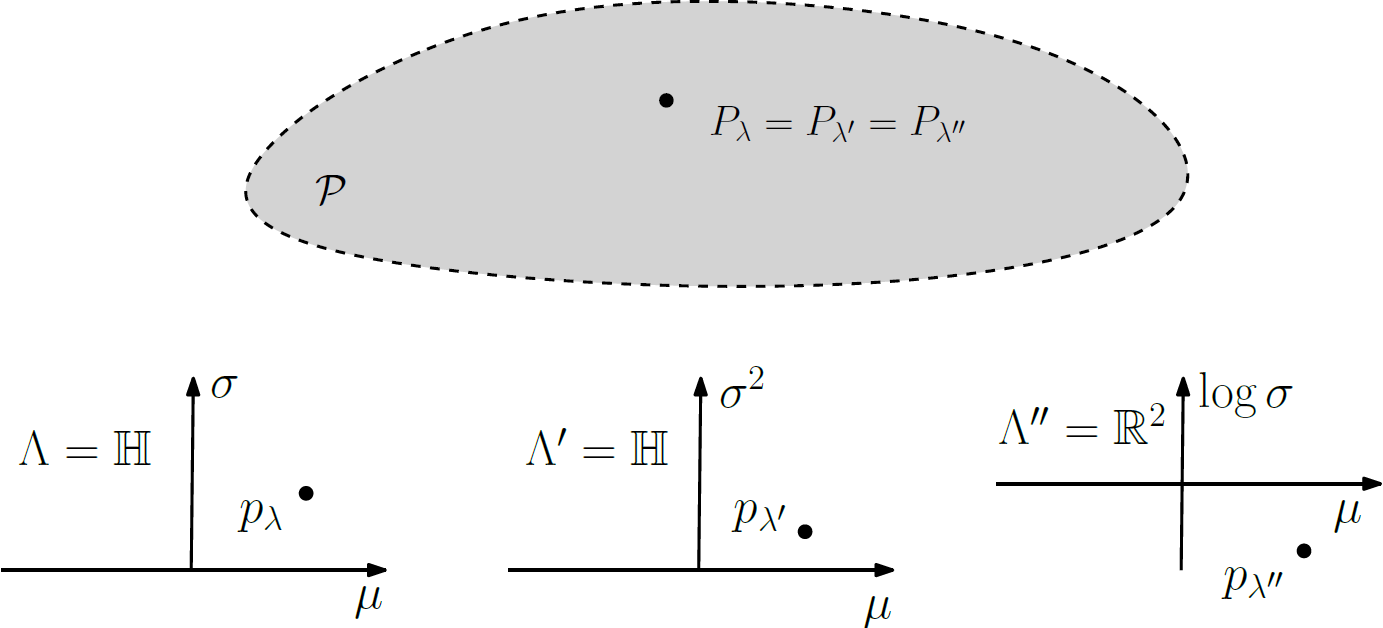 P_λ = P_λ′ = P_λ″
𝒫
σ
Λ = ℍ
p_λ
μ
σ²
Λ′ = ℍ
p_λ′
μ
log σ
Λ″ = ℝ²
μ
p_λ″